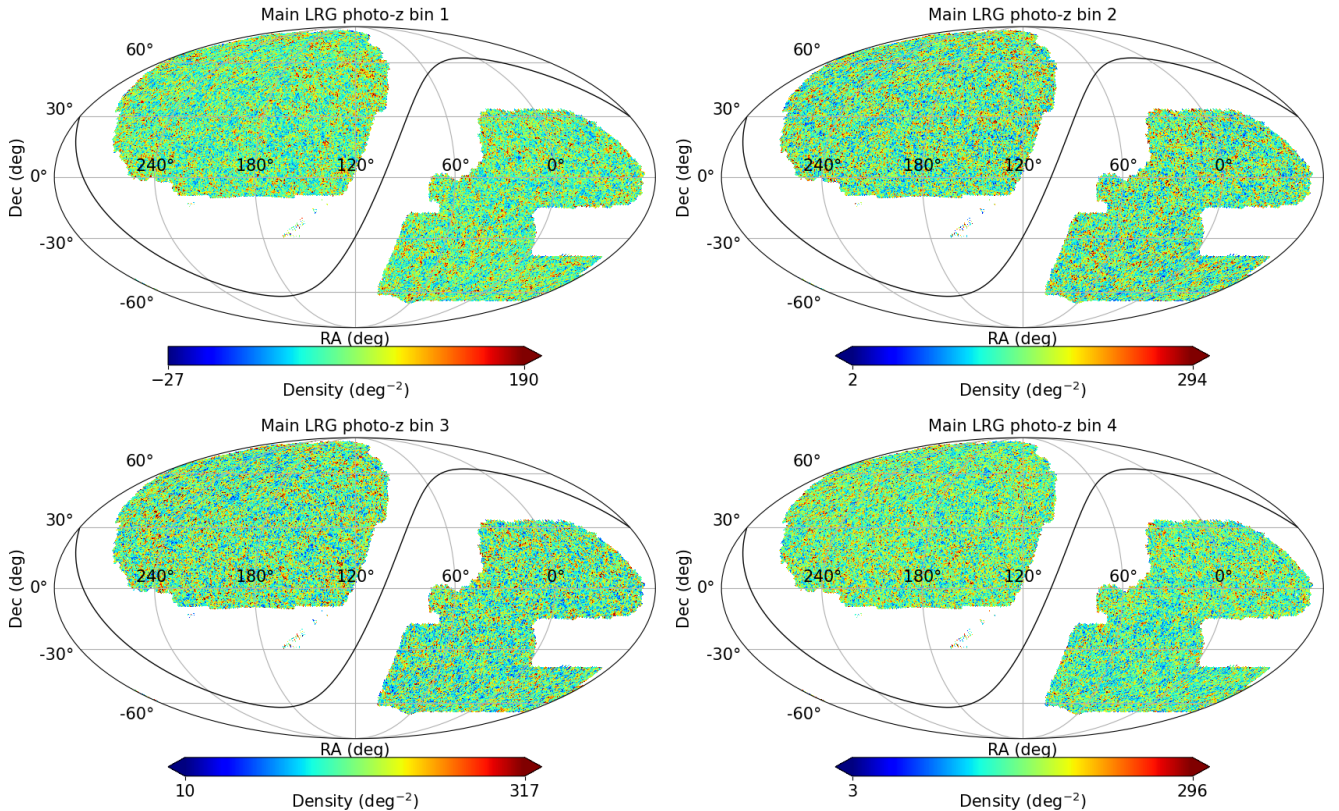 Main LRG photo-z bin 1
60°
30°
0°
-30°
-60°
240° 180° 120° 60° 0°
Dec (deg)
RA (deg)
−27 190
Density (deg⁻²)
Main LRG photo-z bin 2
60°
30°
0°
-30°
-60°
240° 180° 120° 60° 0°
Dec (deg)
RA (deg)
2 294
Density (deg⁻²)
Main LRG photo-z bin 3
60°
30°
0°
-30°
-60°
240° 180° 120° 60° 0°
Dec (deg)
RA (deg)
10 317
Density (deg⁻²)
Main LRG photo-z bin 4
60°
30°
0°
-30°
-60°
240° 180° 120° 60° 0°
Dec (deg)
RA (deg)
3 296
Density (deg⁻²)